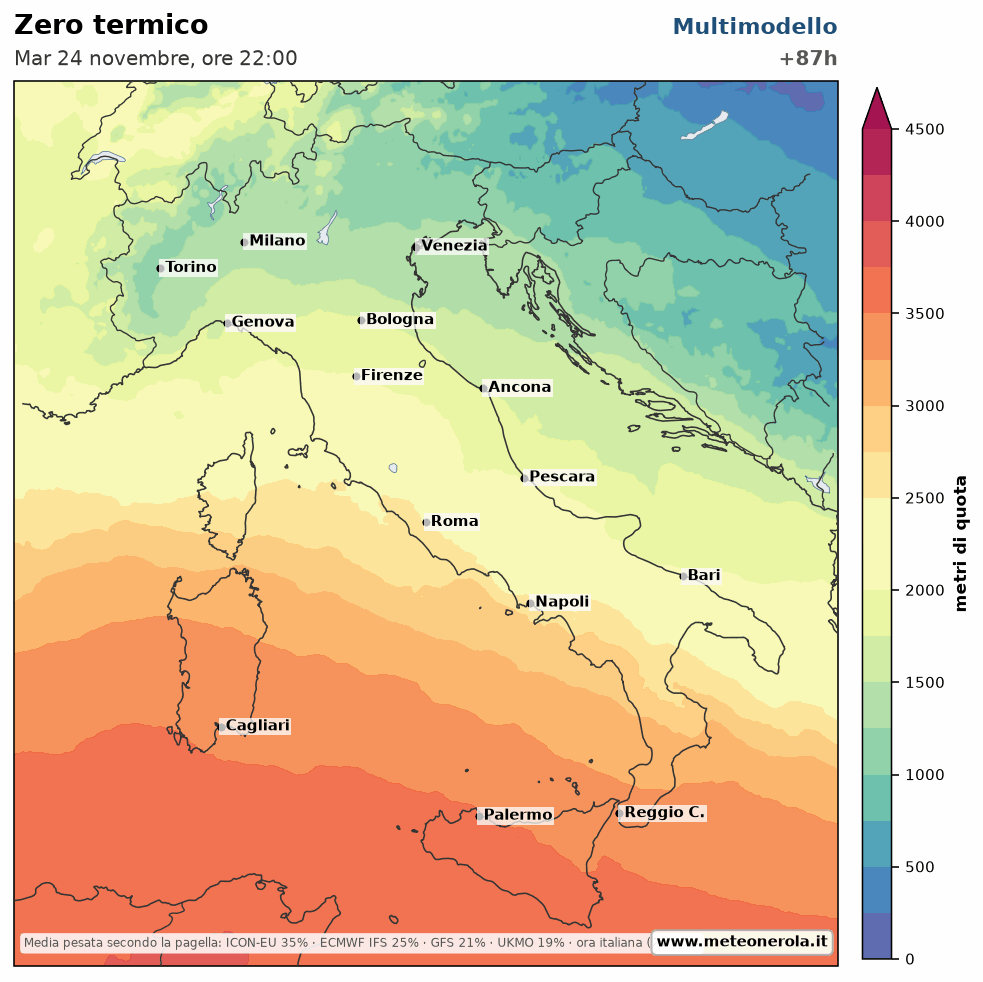 Zero termico
Multimodello
Mar 24 novembre, ore 22:00
+87h
Milano
Venezia
Torino
Genova
Bologna
Firenze
Ancona
Pescara
Roma
Bari
Napoli
Cagliari
Palermo
Reggio C.
4500
4000
3500
3000
2500
2000
1500
1000
500
0
metri di quota
Media pesata secondo la pagella: ICON-EU 35% · ECMWF IFS 25% · GFS 21% · UKMO 19% · ora italiana (
www.meteonerola.it